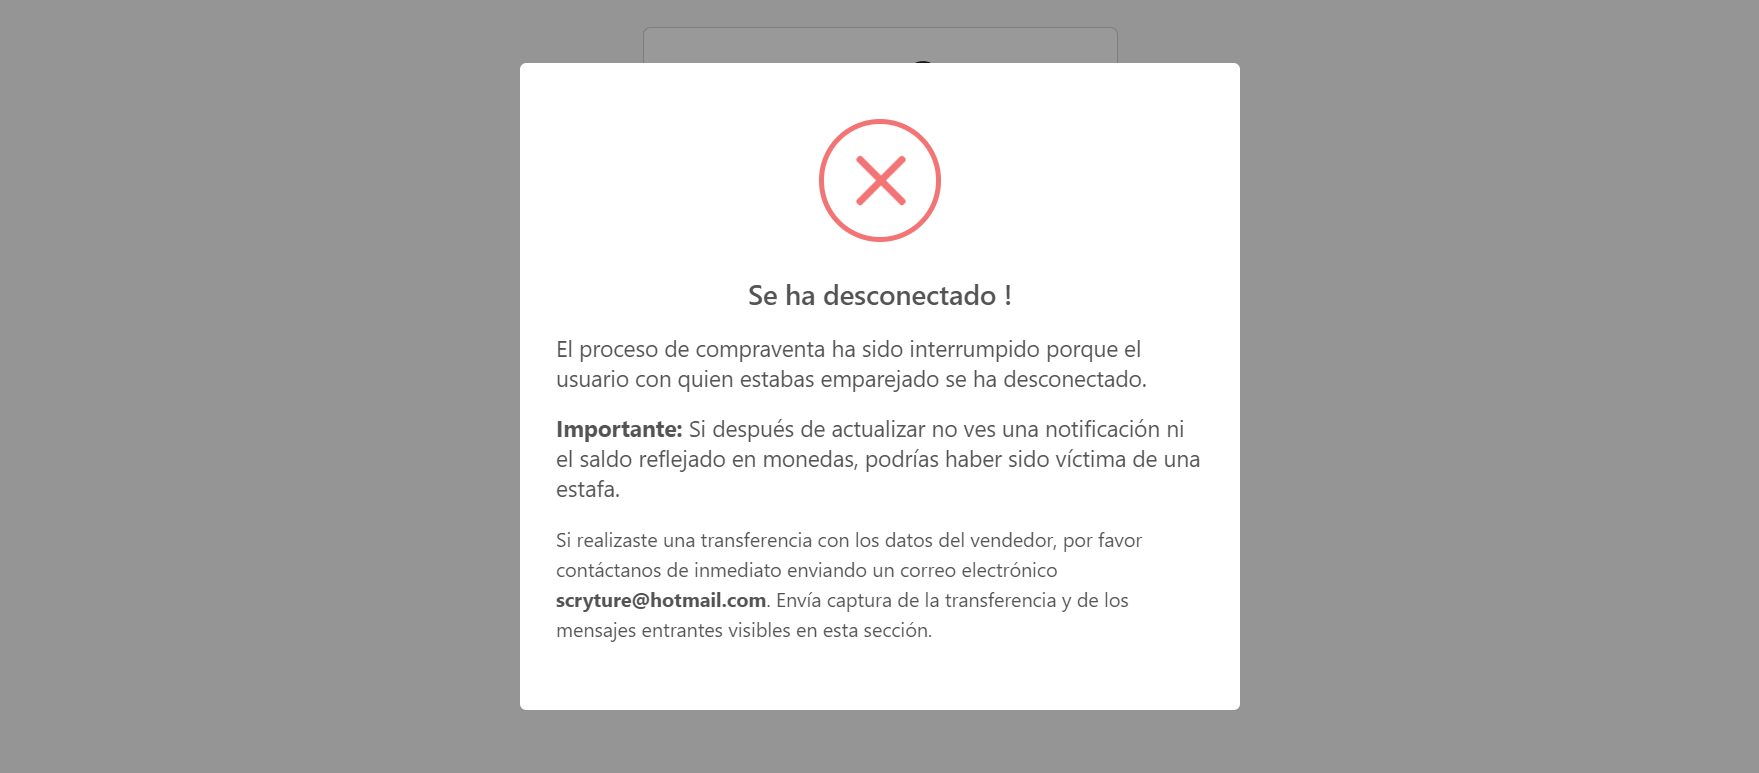 Se ha desconectado !
El proceso de compraventa ha sido interrumpido porque el
usuario con quien estabas emparejado se ha desconectado.
Importante: Si después de actualizar no ves una notificación ni
el saldo reflejado en monedas, podrías haber sido víctima de una
estafa.
Si realizaste una transferencia con los datos del vendedor, por favor
contáctanos de inmediato enviando un correo electrónico
scryture@hotmail.com. Envía captura de la transferencia y de los
mensajes entrantes visibles en esta sección.